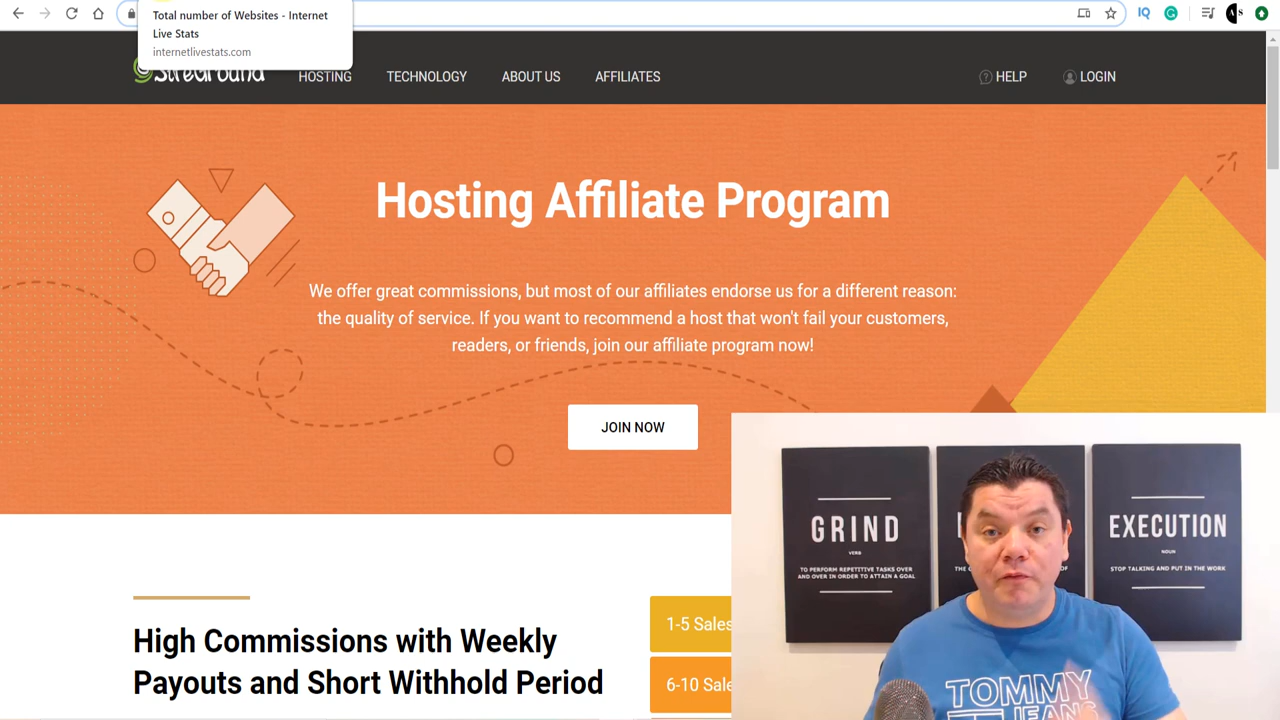 Total number of Websites - Internet
Live Stats
internetlivestats.com
IQ
SiteGround
HOSTING
TECHNOLOGY
ABOUT US
AFFILIATES
HELP
LOGIN
Hosting Affiliate Program
We offer great commissions, but most of our affiliates endorse us for a different reason:
the quality of service. If you want to recommend a host that won't fail your customers,
readers, or friends, join our affiliate program now!
JOIN NOW
High Commissions with Weekly
Payouts and Short Withhold Period
1-5 Sales
6-10 Sale
GRIND
VERB
TO PERFORM REPETITIVE TASKS OVER
AND OVER IN ORDER TO ATTAIN A GOAL
EXECUTION
NOUN
STOP TALKING AND PUT IN THE WORK
TOMMY
JEANS